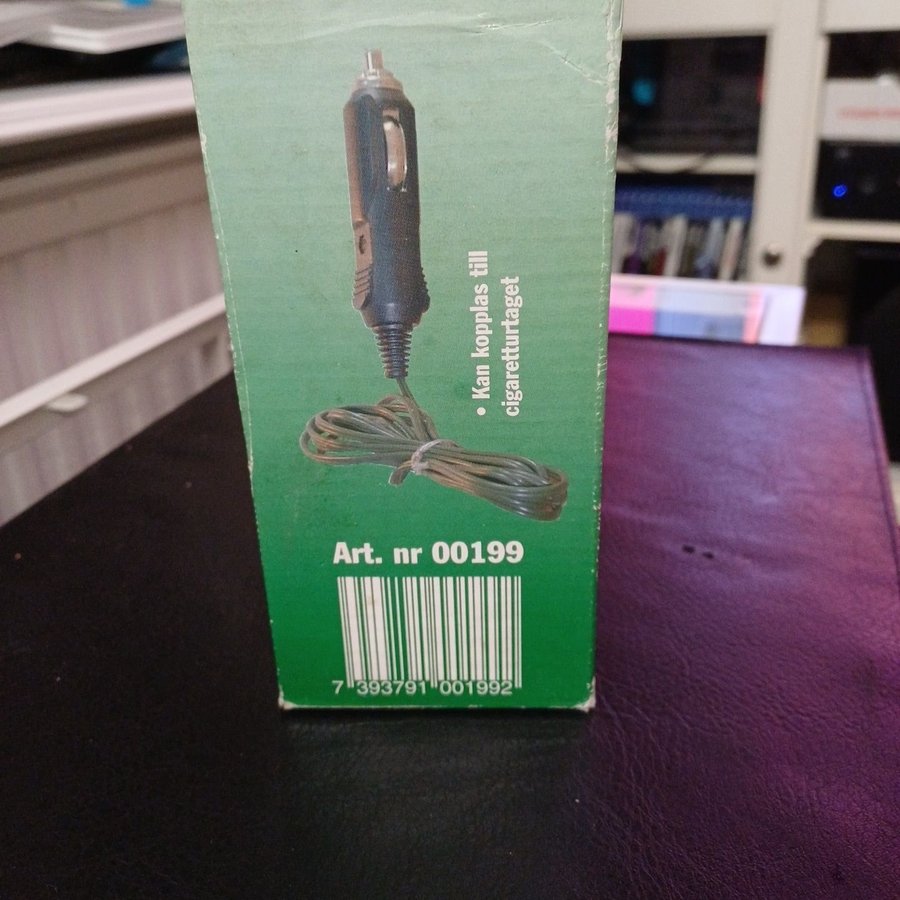 • Kan kopplas till
cigaretturtaget
Art. nr 00199
7 393791 001992